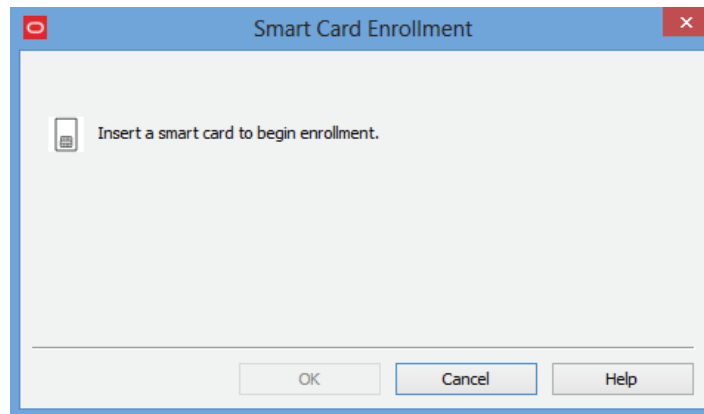 Smart Card Enrollment
Insert a smart card to begin enrollment.
OK Cancel Help